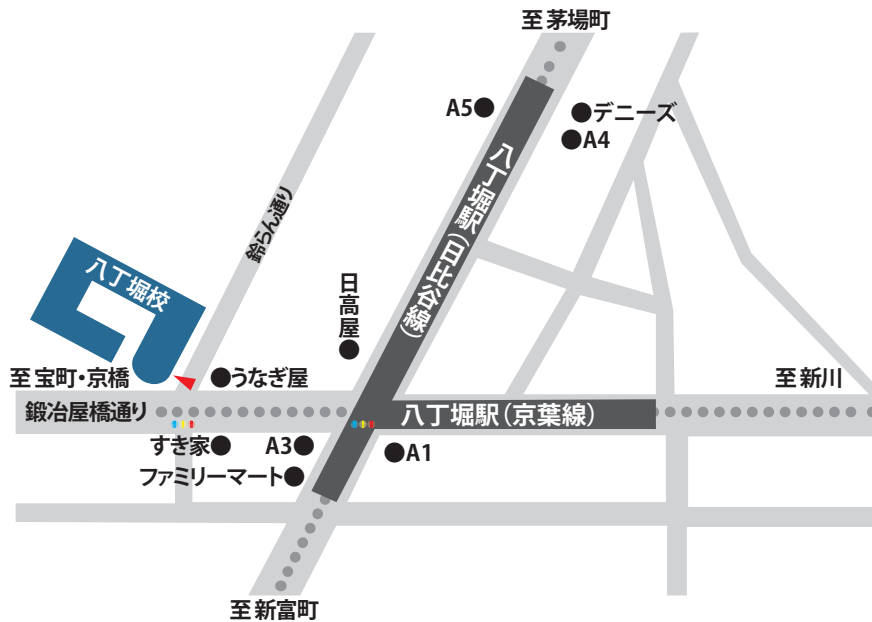 至 茅場町
A5
デニーズ
A4
八丁堀駅(日比谷線)
鈴らん通り
八丁堀校
日高屋
至 宝町・京橋
うなぎ屋
至 新川
鍛冶屋橋通り
八丁堀駅(京葉線)
すき家
A3
A1
ファミリーマート
至 新富町